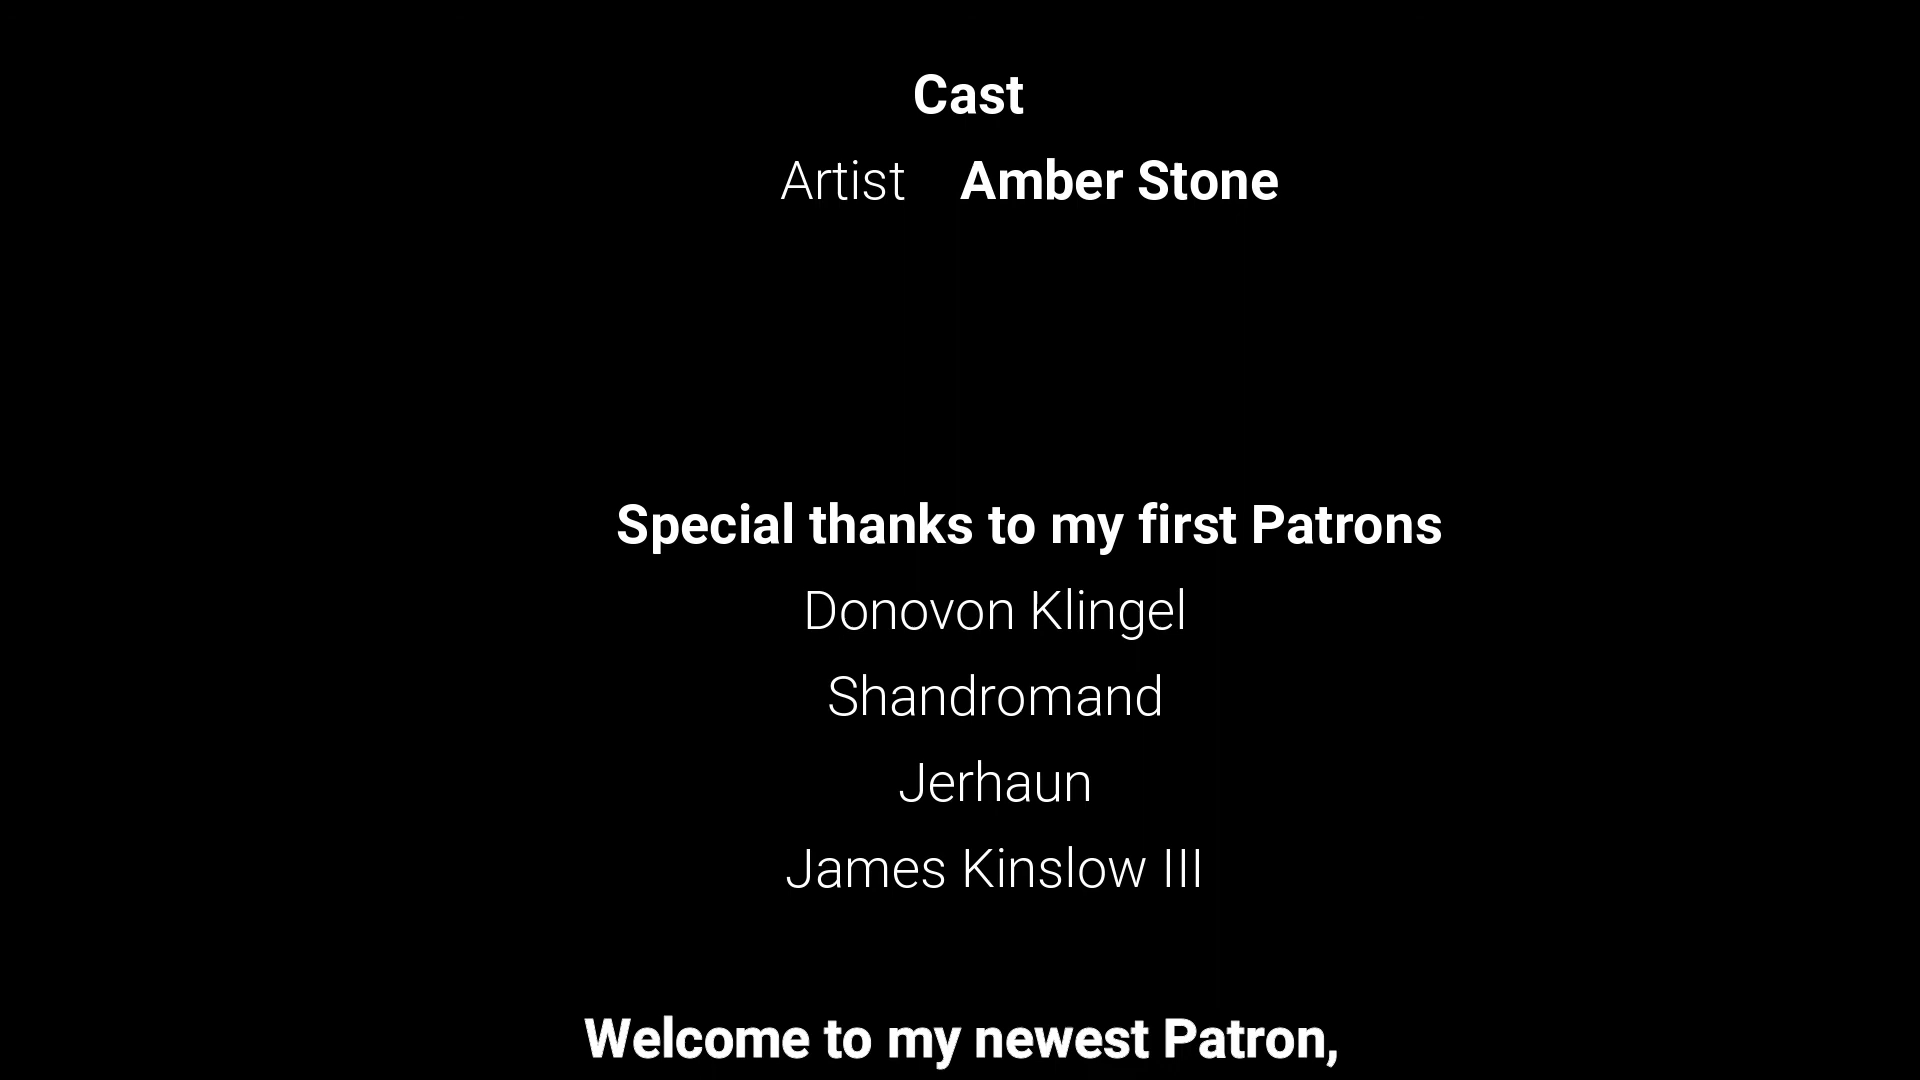 Cast
Artist Amber Stone
Special thanks to my first Patrons
Donovon Klingel
Shandromand
Jerhaun
James Kinslow III
Welcome to my newest Patron,